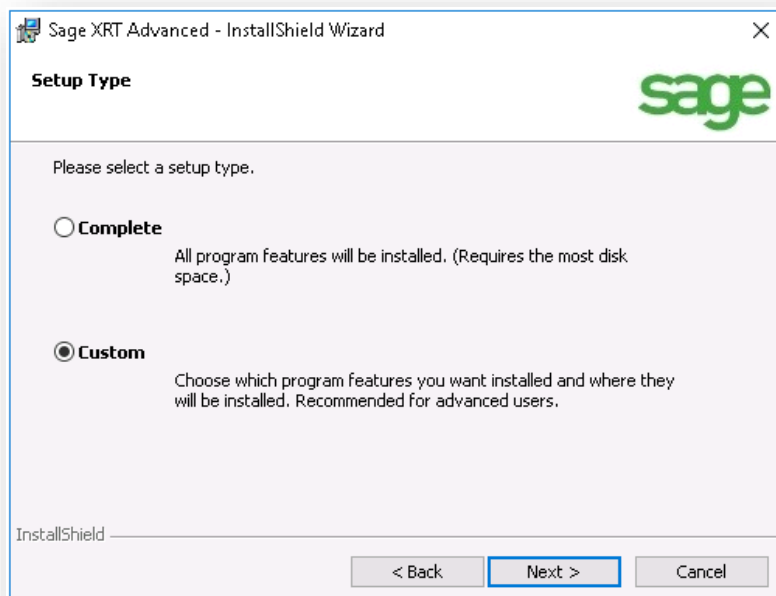 Sage XRT Advanced - InstallShield Wizard
Setup Type
sage
Please select a setup type.
Complete
All program features will be installed. (Requires the most disk
space.)
Custom
Choose which program features you want installed and where they
will be installed. Recommended for advanced users.
InstallShield
< Back Next > Cancel